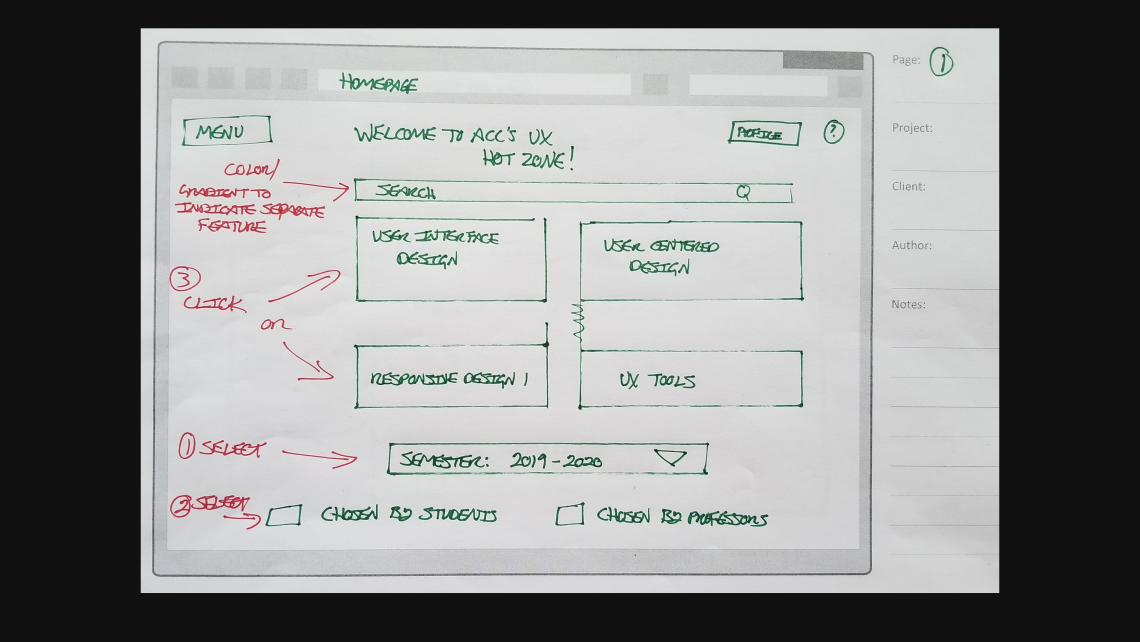 Page: 1
HOMEPAGE
MENU
WELCOME TO ACC'S UX
HOT ZONE!
PROFILE
?
Project:
COLOR/
GRADIENT TO
INDICATE SEPARATE
FEATURE
SEARCH
Client:
USER INTERFACE
DESIGN
USER CENTERED
DESIGN
Author:
3
CLICK
OR
Notes:
RESPONSIVE DESIGN 1
UX TOOLS
1 SELECT
SEMESTER: 2019-2020
2 SELECT
CHOSEN BY STUDENTS
CHOSEN BY PROFESSORS